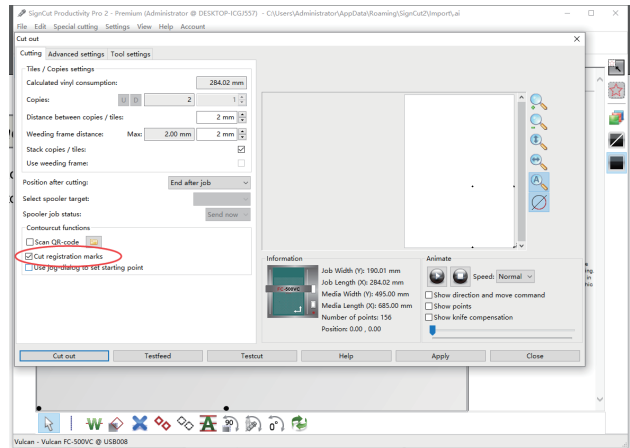 SignCut Productivity Pro 2 - Premium (Administrator @ DESKTOP-ICGJ557) - C:\Users\Administrator\AppData\Roaming\SignCut2\Import\.ai
File Edit Special cutting Settings View Help Account
Cut out
Cutting Advanced settings Tool settings
Tiles / Copies settings
Calculated vinyl consumption: 284.02 mm
Copies: U D 2 1
Distance between copies / tiles: 2 mm
Weeding frame distance: Max: 2.00 mm 2 mm
Stack copies / tiles:
Use weeding frame:
Position after cutting: End after job
Select spooler target:
Spooler job status: Send now
Contourcut functions
Scan QR-code
Cut registration marks
Use jog-dialog to set starting point
Information
FC-500VC
Job Width (Y): 190.01 mm
Job Length (X): 284.02 mm
Media Width (Y): 495.00 mm
Media Length (X): 685.00 mm
Number of points: 156
Position: 0.00 , 0.00
Animate
Speed: Normal
Show direction and move command
Show points
Show knife compensation
Cut out Testfeed Testcut Help Apply Close
Vulcan - Vulcan FC-500VC @ USB008